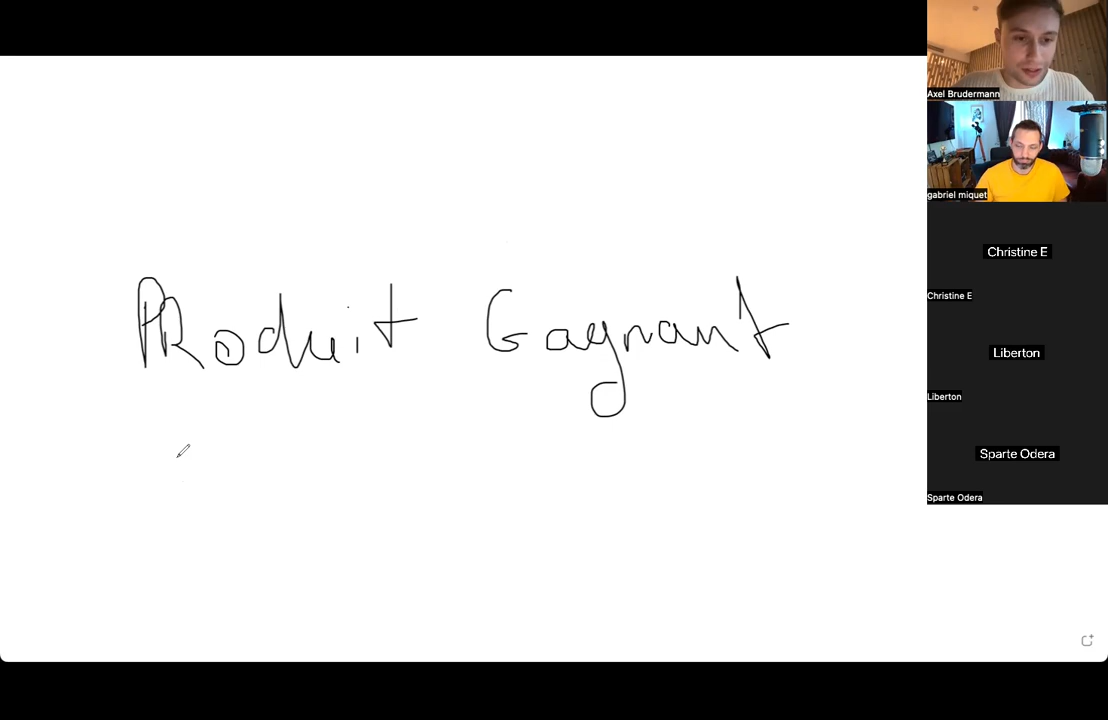 Axel Brudermann
gabriel miquet
Christine E
Christine E
Liberton
Liberton
Sparte Odera
Sparte Odera
PRoduit Gagnant